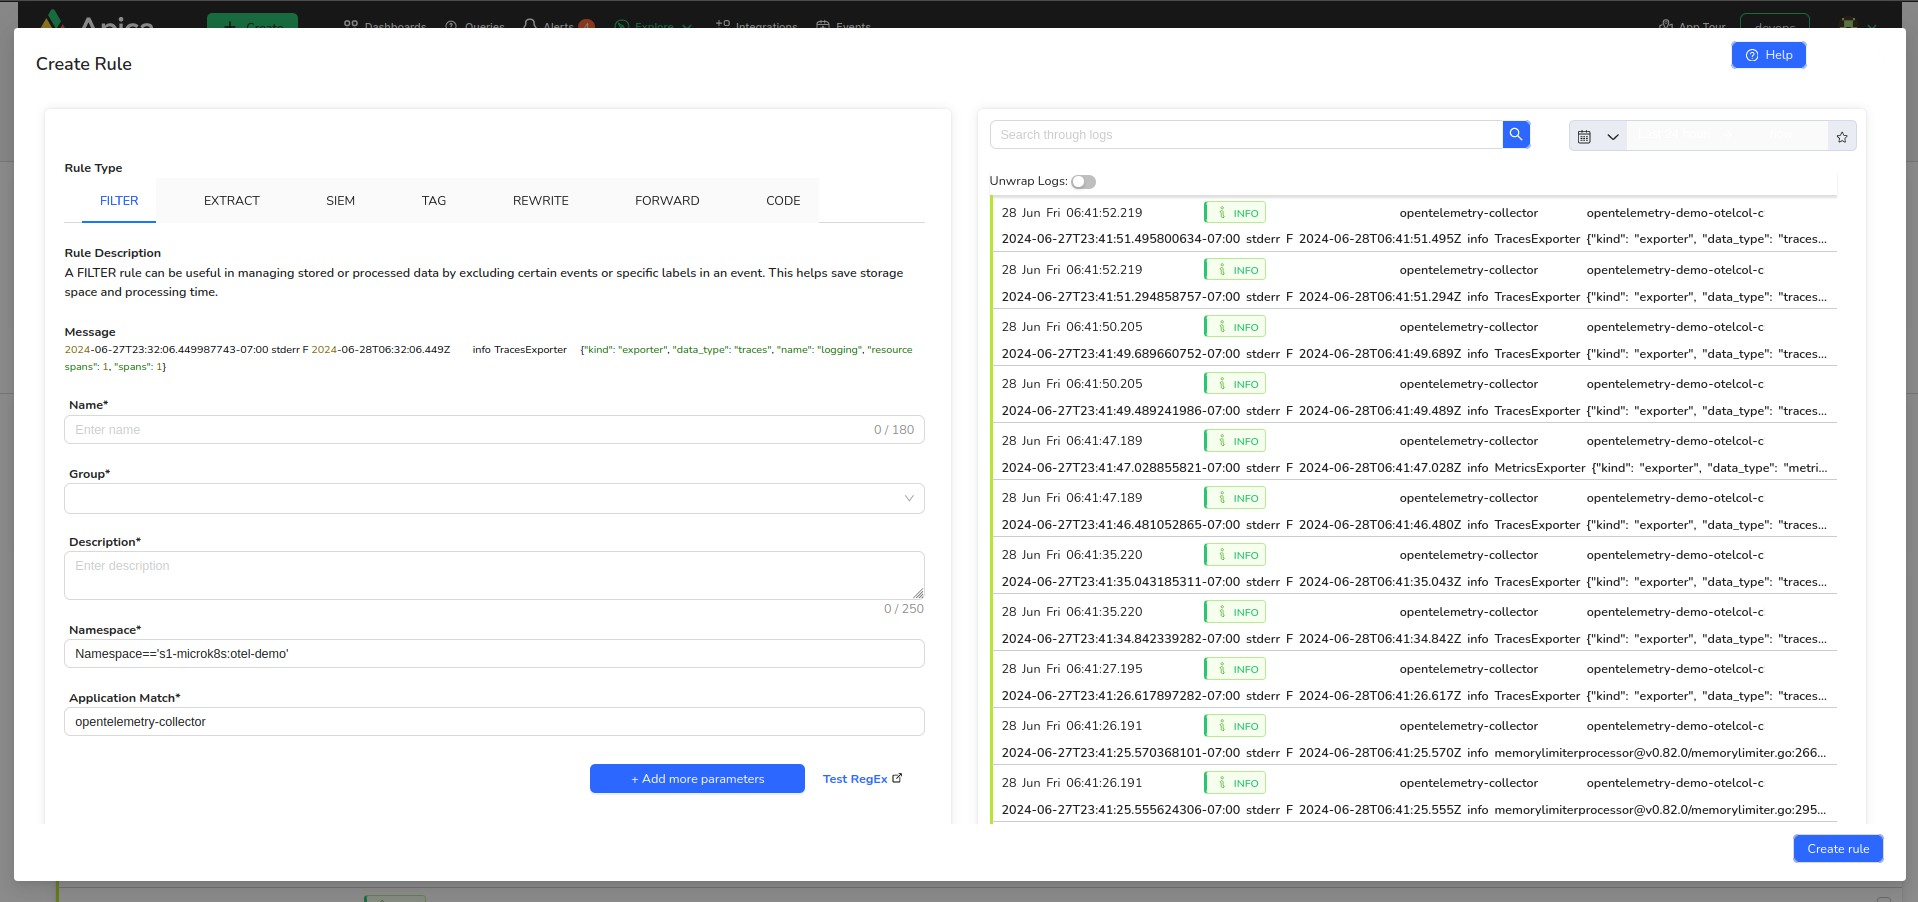 Apica
+ Create
Dashboards
Queries
Alerts 4
Explore
Integrations
Events
App Tour
devops
Create Rule
Help
Rule Type
FILTER EXTRACT SIEM TAG REWRITE FORWARD CODE
Rule Description
A FILTER rule can be useful in managing stored or processed data by excluding certain events or specific labels in an event. This helps save storage
space and processing time.
Message
2024-06-27T23:32:06.449987743-07:00 stderr F 2024-06-28T06:32:06.449Z info TracesExporter {"kind": "exporter", "data_type": "traces", "name": "logging", "resource
spans": 1, "spans": 1}
Name*
Enter name 0 / 180
Group*
Description*
Enter description
0 / 250
Namespace*
Namespace=='s1-microk8s:otel-demo'
Application Match*
opentelemetry-collector
+ Add more parameters Test RegEx
Search through logs
Unwrap Logs:
28 Jun Fri 06:41:52.219 INFO opentelemetry-collector opentelemetry-demo-otelcol-c
2024-06-27T23:41:51.495800634-07:00 stderr F 2024-06-28T06:41:51.495Z info TracesExporter {"kind": "exporter", "data_type": "traces...
28 Jun Fri 06:41:52.219 INFO opentelemetry-collector opentelemetry-demo-otelcol-c
2024-06-27T23:41:51.294858757-07:00 stderr F 2024-06-28T06:41:51.294Z info TracesExporter {"kind": "exporter", "data_type": "traces...
28 Jun Fri 06:41:50.205 INFO opentelemetry-collector opentelemetry-demo-otelcol-c
2024-06-27T23:41:49.689660752-07:00 stderr F 2024-06-28T06:41:49.689Z info TracesExporter {"kind": "exporter", "data_type": "traces...
28 Jun Fri 06:41:50.205 INFO opentelemetry-collector opentelemetry-demo-otelcol-c
2024-06-27T23:41:49.489241986-07:00 stderr F 2024-06-28T06:41:49.489Z info TracesExporter {"kind": "exporter", "data_type": "traces...
28 Jun Fri 06:41:47.189 INFO opentelemetry-collector opentelemetry-demo-otelcol-c
2024-06-27T23:41:47.028855821-07:00 stderr F 2024-06-28T06:41:47.028Z info MetricsExporter {"kind": "exporter", "data_type": "metri...
28 Jun Fri 06:41:47.189 INFO opentelemetry-collector opentelemetry-demo-otelcol-c
2024-06-27T23:41:46.481052865-07:00 stderr F 2024-06-28T06:41:46.480Z info TracesExporter {"kind": "exporter", "data_type": "traces...
28 Jun Fri 06:41:35.220 INFO opentelemetry-collector opentelemetry-demo-otelcol-c
2024-06-27T23:41:35.043185311-07:00 stderr F 2024-06-28T06:41:35.043Z info TracesExporter {"kind": "exporter", "data_type": "traces...
28 Jun Fri 06:41:35.220 INFO opentelemetry-collector opentelemetry-demo-otelcol-c
2024-06-27T23:41:34.842339282-07:00 stderr F 2024-06-28T06:41:34.842Z info TracesExporter {"kind": "exporter", "data_type": "traces...
28 Jun Fri 06:41:27.195 INFO opentelemetry-collector opentelemetry-demo-otelcol-c
2024-06-27T23:41:26.617897282-07:00 stderr F 2024-06-28T06:41:26.617Z info TracesExporter {"kind": "exporter", "data_type": "traces...
28 Jun Fri 06:41:26.191 INFO opentelemetry-collector opentelemetry-demo-otelcol-c
2024-06-27T23:41:25.570368101-07:00 stderr F 2024-06-28T06:41:25.570Z info memorylimiterprocessor@v0.82.0/memorylimiter.go:266...
28 Jun Fri 06:41:26.191 INFO opentelemetry-collector opentelemetry-demo-otelcol-c
2024-06-27T23:41:25.555624306-07:00 stderr F 2024-06-28T06:41:25.555Z info memorylimiterprocessor@v0.82.0/memorylimiter.go:295...
Create rule